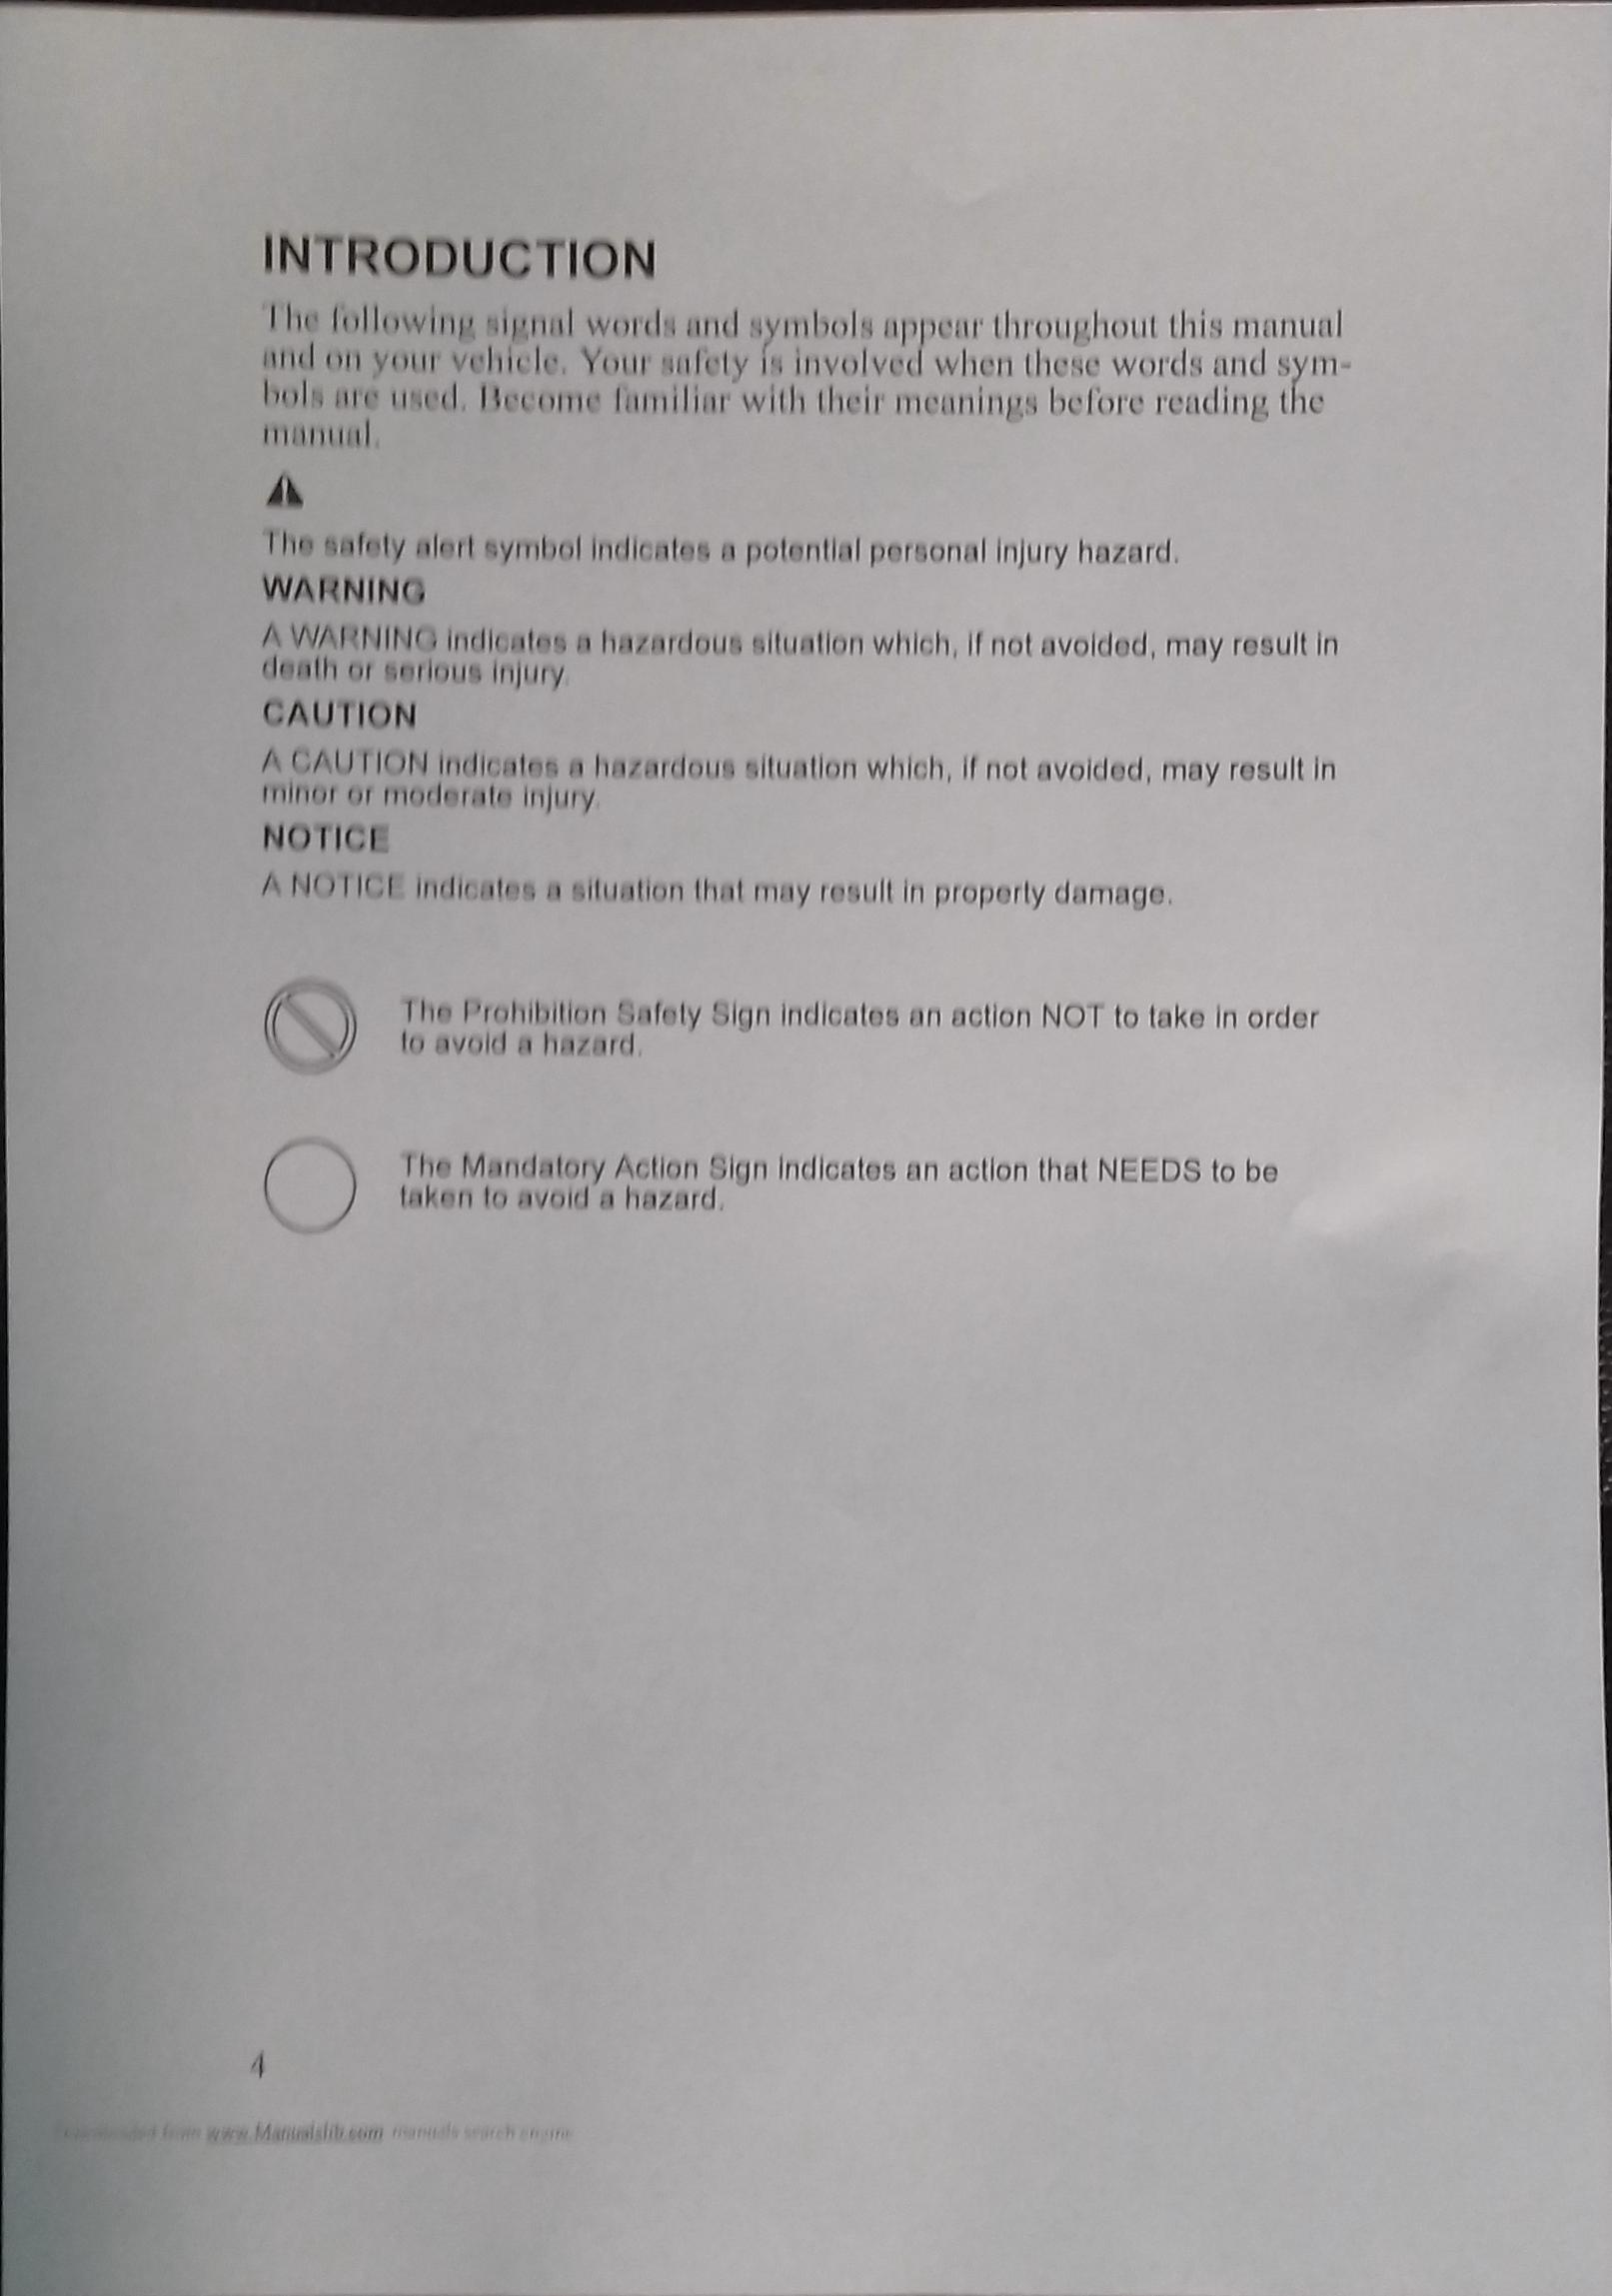 INTRODUCTION
The following signal words and symbols appear throughout this manual
and on your vehicle. Your safety is involved when these words and sym-
bols are used. Become familiar with their meanings before reading the
manual.
The safety alert symbol indicates a potential personal injury hazard.
WARNING
A WARNING indicates a hazardous situation which, if not avoided, may result in
death or serious injury.
CAUTION
A CAUTION indicates a hazardous situation which, if not avoided, may result in
minor or moderate injury.
NOTICE
A NOTICE indicates a situation that may result in property damage.
The Prohibition Safety Sign indicates an action NOT to take in order
to avoid a hazard.
The Mandatory Action Sign indicates an action that NEEDS to be
taken to avoid a hazard.
4
Downloaded from www.Manualslib.com manuals search engine